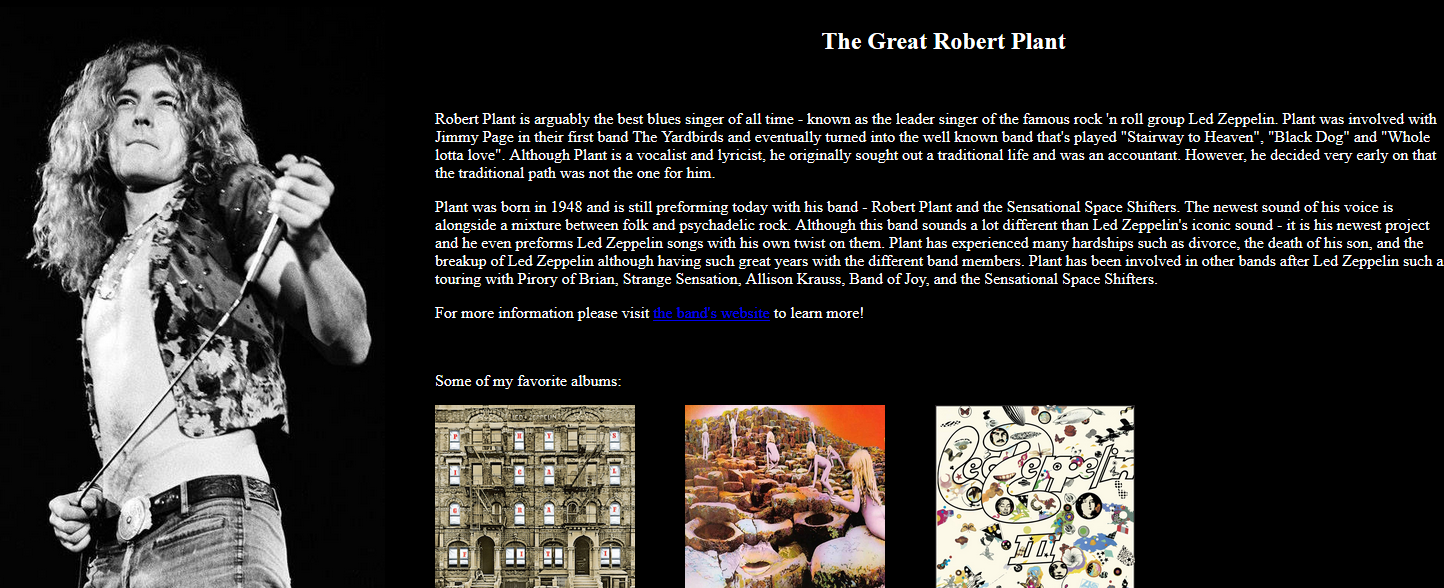 The Great Robert Plant
Robert Plant is arguably the best blues singer of all time - known as the leader singer of the famous rock 'n roll group Led Zeppelin. Plant was involved with
Jimmy Page in their first band The Yardbirds and eventually turned into the well known band that's played "Stairway to Heaven", "Black Dog" and "Whole
lotta love". Although Plant is a vocalist and lyricist, he originally sought out a traditional life and was an accountant. However, he decided very early on that
the traditional path was not the one for him.
Plant was born in 1948 and is still preforming today with his band - Robert Plant and the Sensational Space Shifters. The newest sound of his voice is
alongside a mixture between folk and psychadelic rock. Although this band sounds a lot different than Led Zeppelin's iconic sound - it is his newest project
and he even preforms Led Zeppelin songs with his own twist on them. Plant has experienced many hardships such as divorce, the death of his son, and the
breakup of Led Zeppelin although having such great years with the different band members. Plant has been involved in other bands after Led Zeppelin such a
touring with Pirory of Brian, Strange Sensation, Allison Krauss, Band of Joy, and the Sensational Space Shifters.
For more information please visit the band's website to learn more!
Some of my favorite albums:
PHYS
ICAL
GRAF
FITI
Led Zeppelin
III